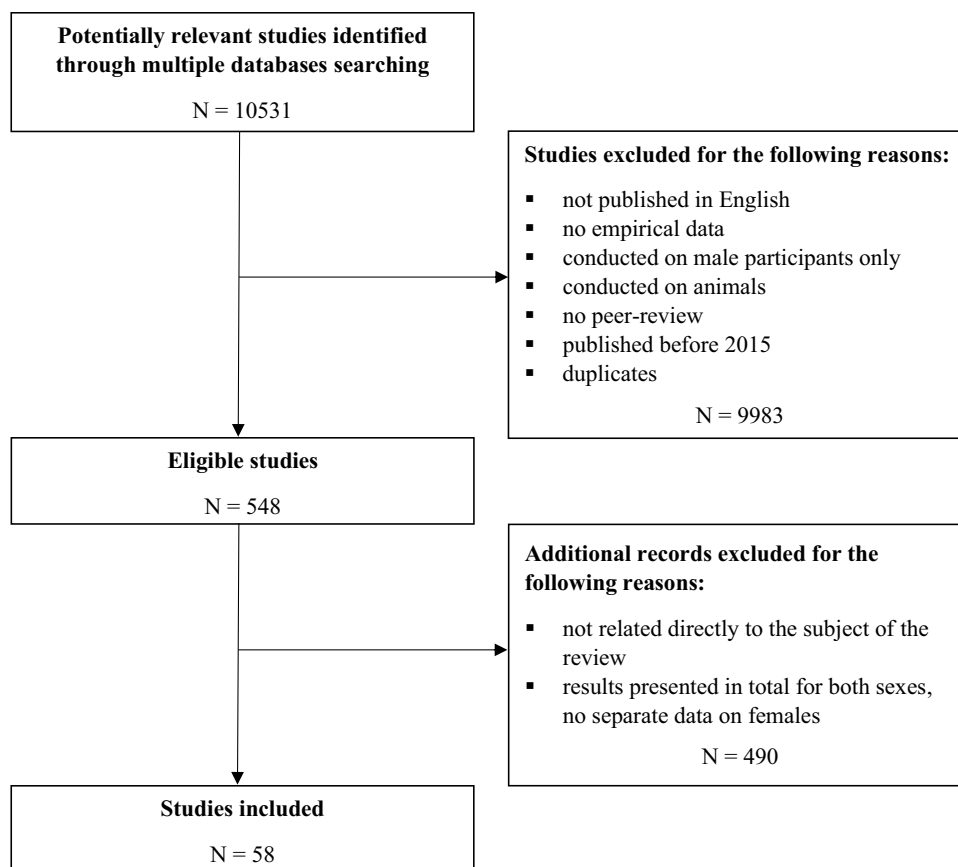 Potentially relevant studies identified
through multiple databases searching
N = 10531
Studies excluded for the following reasons:
▪ not published in English
▪ no empirical data
▪ conducted on male participants only
▪ conducted on animals
▪ no peer-review
▪ published before 2015
▪ duplicates
N = 9983
Eligible studies
N = 548
Additional records excluded for the
following reasons:
▪ not related directly to the subject of the
review
▪ results presented in total for both sexes,
no separate data on females
N = 490
Studies included
N = 58